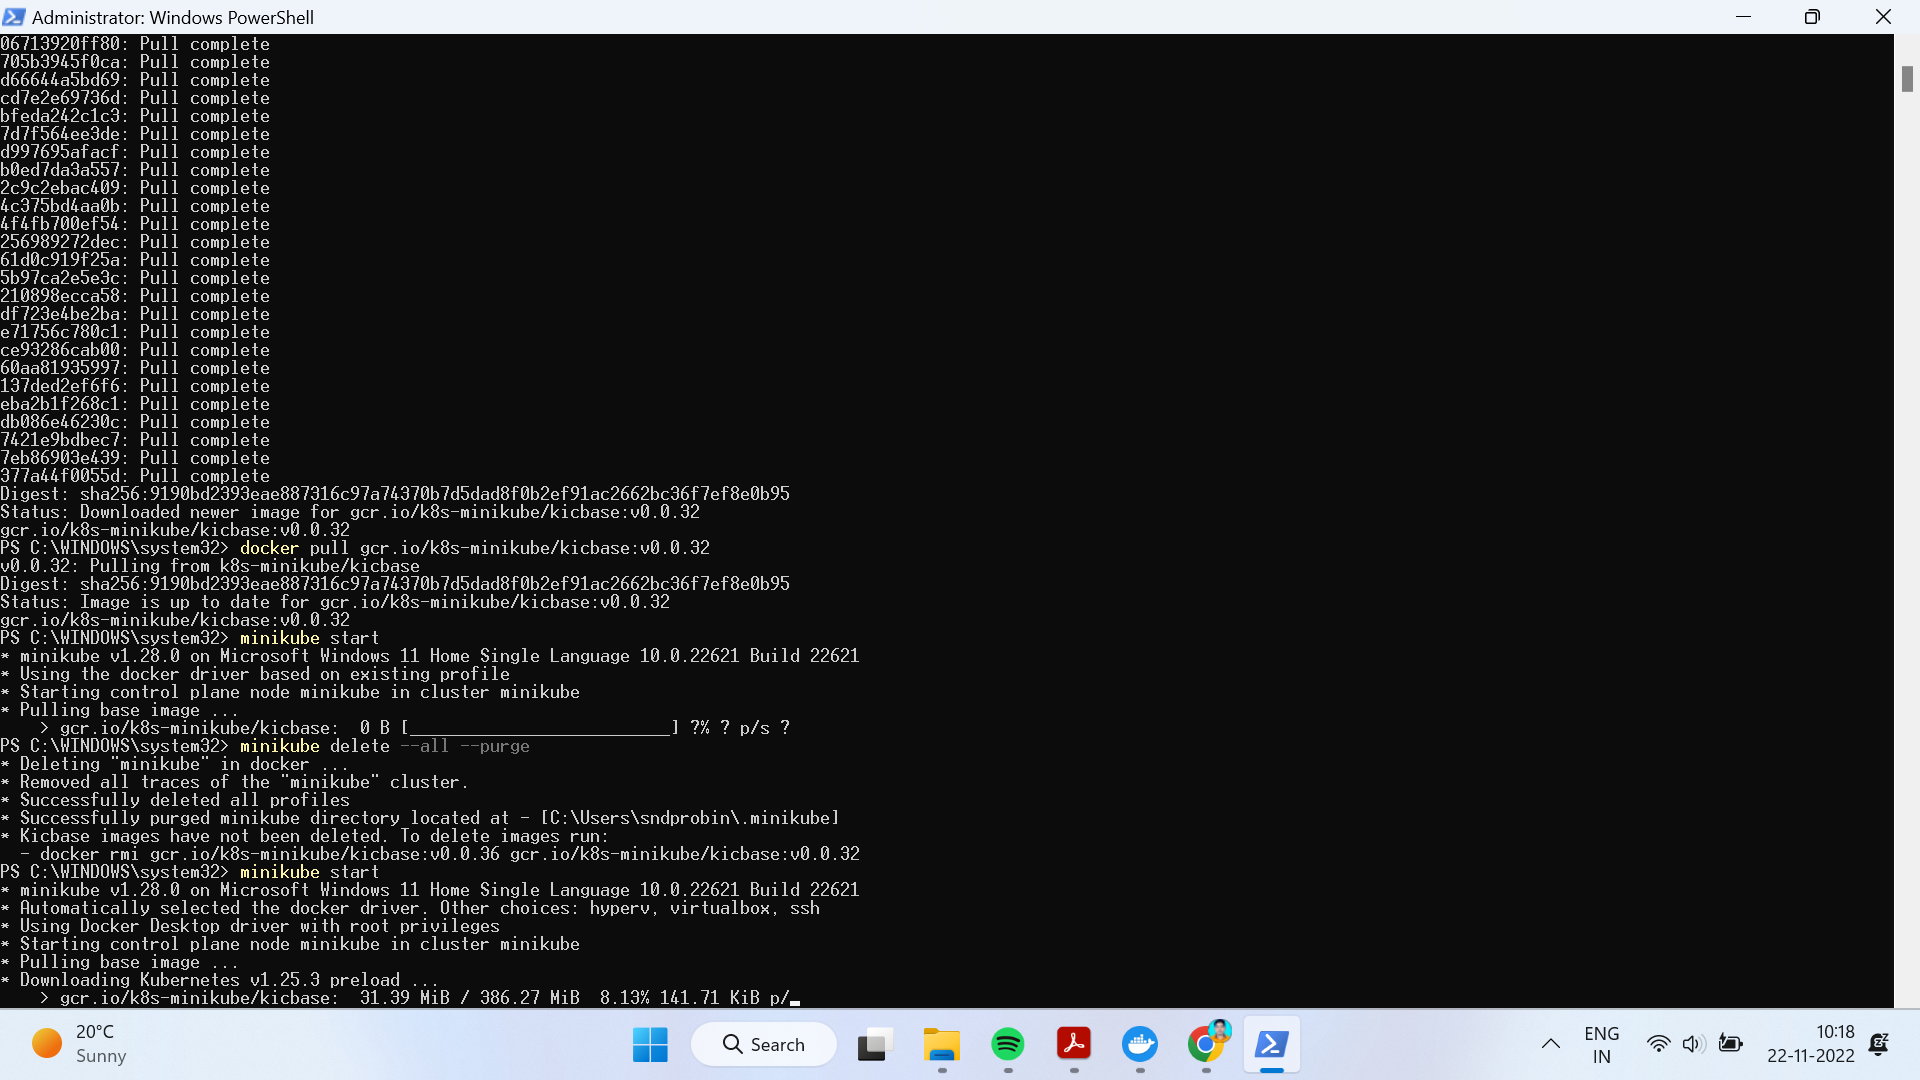 Administrator: Windows PowerShell
06713920ff80: Pull complete
705b3945f0ca: Pull complete
d66644a5bd69: Pull complete
cd7e2e69736d: Pull complete
bfeda242c1c3: Pull complete
7d7f564ee3de: Pull complete
d997695afacf: Pull complete
b0ed7da3a557: Pull complete
2c9c2ebac409: Pull complete
4c375bd4aa0b: Pull complete
4f4fb700ef54: Pull complete
256989272dec: Pull complete
61d0c919f25a: Pull complete
5b97ca2e5e3c: Pull complete
210898ecca58: Pull complete
df723e4be2ba: Pull complete
e71756c780c1: Pull complete
ce93286cab00: Pull complete
60aa81935997: Pull complete
137ded2ef6f6: Pull complete
eba2b1f268c1: Pull complete
db086e46230c: Pull complete
7421e9bdbec7: Pull complete
7eb86903e439: Pull complete
377a44f0055d: Pull complete
Digest: sha256:9190bd2393eae887316c97a74370b7d5dad8f0b2ef91ac2662bc36f7ef8e0b95
Status: Downloaded newer image for gcr.io/k8s-minikube/kicbase:v0.0.32
gcr.io/k8s-minikube/kicbase:v0.0.32
PS C:\WINDOWS\system32> docker pull gcr.io/k8s-minikube/kicbase:v0.0.32
v0.0.32: Pulling from k8s-minikube/kicbase
Digest: sha256:9190bd2393eae887316c97a74370b7d5dad8f0b2ef91ac2662bc36f7ef8e0b95
Status: Image is up to date for gcr.io/k8s-minikube/kicbase:v0.0.32
gcr.io/k8s-minikube/kicbase:v0.0.32
PS C:\WINDOWS\system32> minikube start
* minikube v1.28.0 on Microsoft Windows 11 Home Single Language 10.0.22621 Build 22621
* Using the docker driver based on existing profile
* Starting control plane node minikube in cluster minikube
* Pulling base image ...
    > gcr.io/k8s-minikube/kicbase:  0 B [__________________________] ?% ? p/s ?
PS C:\WINDOWS\system32> minikube delete --all --purge
* Deleting "minikube" in docker ...
* Removed all traces of the "minikube" cluster.
* Successfully deleted all profiles
* Successfully purged minikube directory located at - [C:\Users\sndprobin\.minikube]
* Kicbase images have not been deleted. To delete images run:
  - docker rmi gcr.io/k8s-minikube/kicbase:v0.0.36 gcr.io/k8s-minikube/kicbase:v0.0.32
PS C:\WINDOWS\system32> minikube start
* minikube v1.28.0 on Microsoft Windows 11 Home Single Language 10.0.22621 Build 22621
* Automatically selected the docker driver. Other choices: hyperv, virtualbox, ssh
* Using Docker Desktop driver with root privileges
* Starting control plane node minikube in cluster minikube
* Pulling base image ...
* Downloading Kubernetes v1.25.3 preload ...
    > gcr.io/k8s-minikube/kicbase:  31.39 MiB / 386.27 MiB  8.13% 141.71 KiB p/
20°C
Sunny
Search
ENG
IN
10:18
22-11-2022